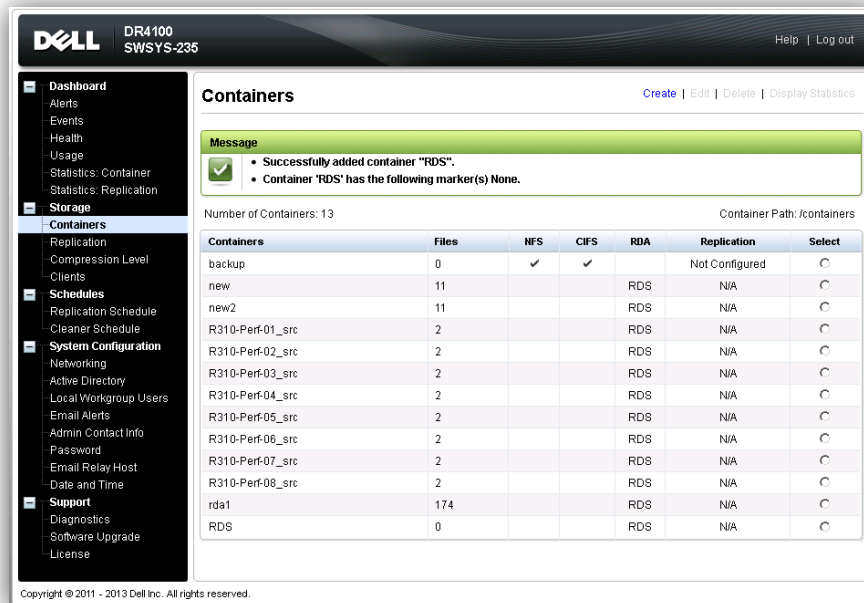 DELL
DR4100
SWSYS-235
Help | Log out
Dashboard
Alerts
Events
Health
Usage
Statistics: Container
Statistics: Replication
Storage
Containers
Replication
Compression Level
Clients
Schedules
Replication Schedule
Cleaner Schedule
System Configuration
Networking
Active Directory
Local Workgroup Users
Email Alerts
Admin Contact Info
Password
Email Relay Host
Date and Time
Support
Diagnostics
Software Upgrade
License
Containers
Create | Edit | Delete | Display Statistics
Message
• Successfully added container "RDS".
• Container 'RDS' has the following marker(s) None.
Number of Containers: 13 Container Path: /containers
Containers Files NFS CIFS RDA Replication Select
backup 0 ✔ ✔ Not Configured
new 11 RDS N/A
new2 11 RDS N/A
R310-Perf-01_src 2 RDS N/A
R310-Perf-02_src 2 RDS N/A
R310-Perf-03_src 2 RDS N/A
R310-Perf-04_src 2 RDS N/A
R310-Perf-05_src 2 RDS N/A
R310-Perf-06_src 2 RDS N/A
R310-Perf-07_src 2 RDS N/A
R310-Perf-08_src 2 RDS N/A
rda1 174 RDS N/A
RDS 0 RDS N/A
Copyright © 2011 - 2013 Dell Inc. All rights reserved.